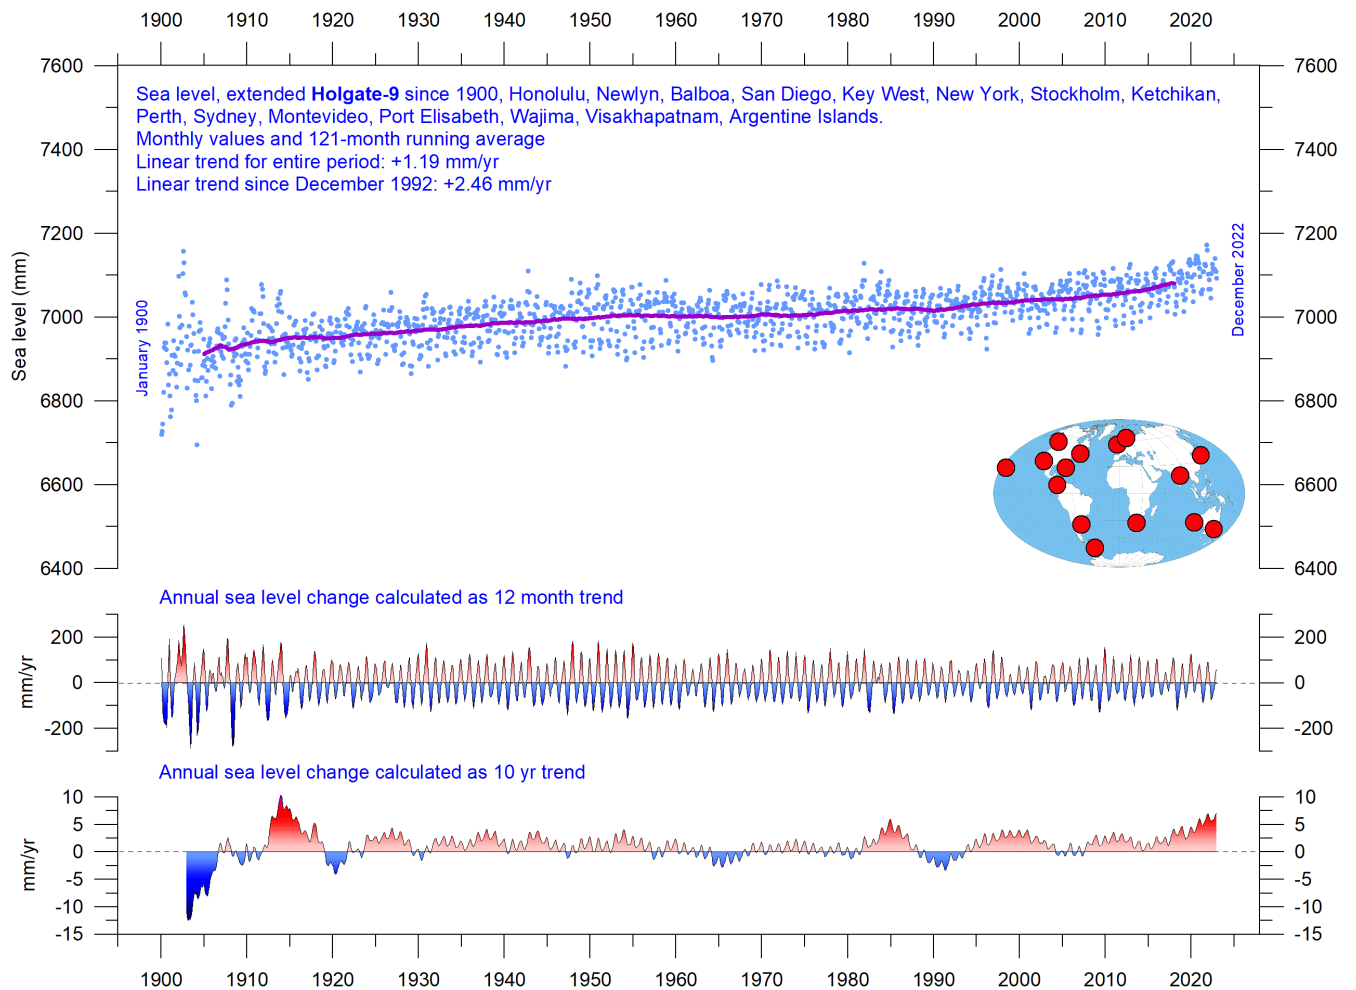 1900 1910 1920 1930 1940 1950 1960 1970 1980 1990 2000 2010 2020
7600 7600
Sea level, extended Holgate-9 since 1900, Honolulu, Newlyn, Balboa, San Diego, Key West, New York, Stockholm, Ketchikan,
Perth, Sydney, Montevideo, Port Elisabeth, Wajima, Visakhapatnam, Argentine Islands.
Monthly values and 121-month running average
Linear trend for entire period: +1.19 mm/yr
Linear trend since December 1992: +2.46 mm/yr
7400 7400
7200 7200
7000 7000
6800 6800
6600 6600
6400 6400
Sea level (mm)
January 1900
December 2022
Annual sea level change calculated as 12 month trend
200 200
0 0
-200 -200
mm/yr
Annual sea level change calculated as 10 yr trend
10 10
5 5
0 0
-5 -5
-10 -10
-15 -15
mm/yr
1900 1910 1920 1930 1940 1950 1960 1970 1980 1990 2000 2010 2020